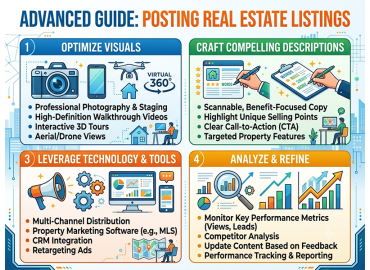 ADVANCED GUIDE: POSTING REAL ESTATE LISTINGS
1 OPTIMIZE VISUALS
VIRTUAL
360°
• Professional Photography & Staging
• High-Definition Walkthrough Videos
• Interactive 3D Tours
• Aerial/Drone Views
CRAFT COMPELLING DESCRIPTIONS
• Scannable, Benefit-Focused Copy
• Highlight Unique Selling Points
• Clear Call-to-Action (CTA)
• Targeted Property Features
3 LEVERAGE TECHNOLOGY & TOOLS
• Multi-Channel Distribution
• Property Marketing Software (e.g., MLS)
• CRM Integration
• Retargeting Ads
4 ANALYZE & REFINE
• Monitor Key Performance Metrics
(Views, Leads)
• Competitor Analysis
• Update Content Based on Feedback
• Performance Tracking & Reporting